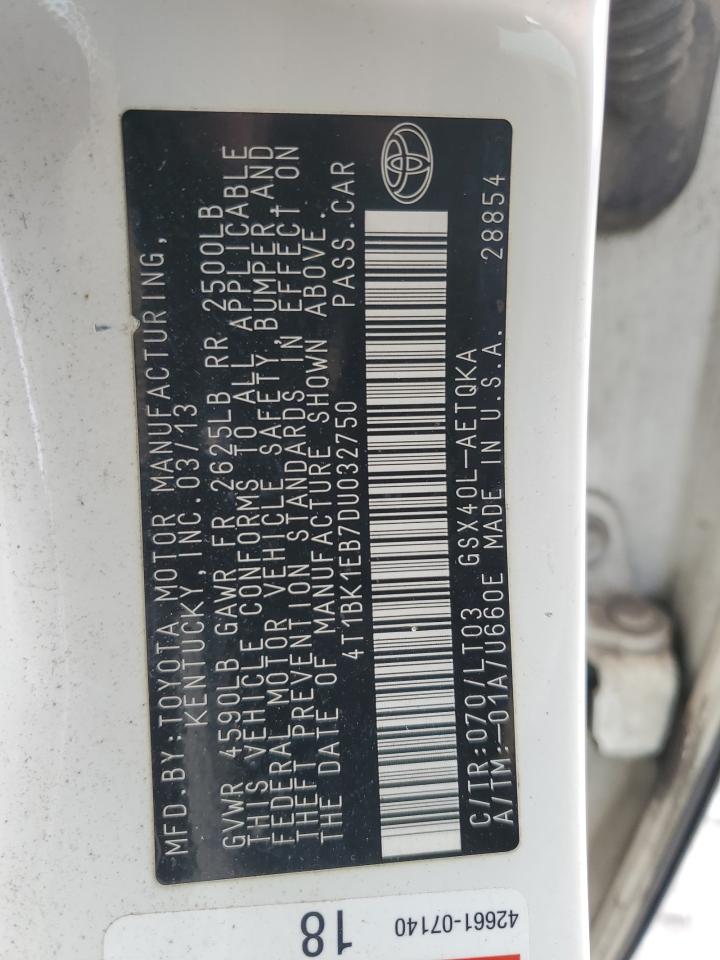 MFD.BY:TOYOTA MOTOR MANUFACTURING,
KENTUCKY, INC.03/13
GVWR 4590LB GAWR FR 2625LB RR 2500LB
THIS VEHICLE CONFORMS TO ALL APPLICABLE
FEDERAL MOTOR VEHICLE SAFETY, BUMPER AND
THEFT PREVENTION STANDARDS IN EFFECT ON
THE DATE OF MANUFACTURE SHOWN ABOVE.
4T1BK1EB7DU032750 PASS.CAR
C/TR:070/LT03 GSX40L-AETQKA
A/TM:-01A/U660E MADE IN U.S.A. 28854
42661-07140
18